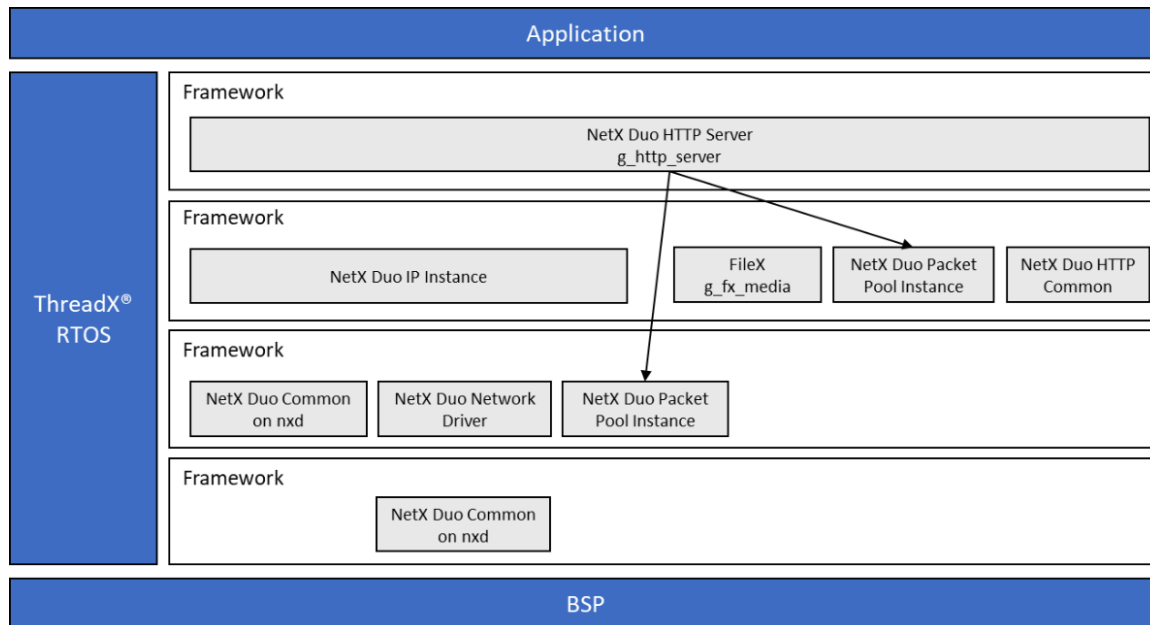 Application
ThreadX®
RTOS
Framework
NetX Duo HTTP Server
g_http_server
Framework
NetX Duo IP Instance
FileX
g_fx_media
NetX Duo Packet
Pool Instance
NetX Duo HTTP
Common
Framework
NetX Duo Common
on nxd
NetX Duo Network
Driver
NetX Duo Packet
Pool Instance
Framework
NetX Duo Common
on nxd
BSP